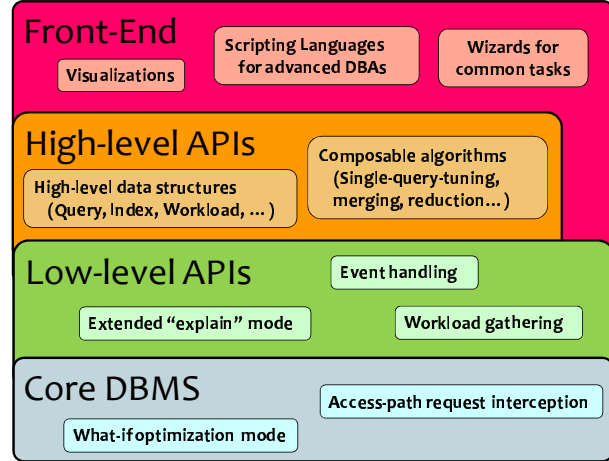 Front-End
Scripting Languages
for advanced DBAs
Wizards for
common tasks
Visualizations
High-level APIs
Composable algorithms
(Single-query-tuning,
merging, reduction...)
High-level data structures
(Query, Index, Workload, ... )
Low-level APIs
Event handling
Extended “explain” mode
Workload gathering
Core DBMS
Access-path request interception
What-if optimization mode